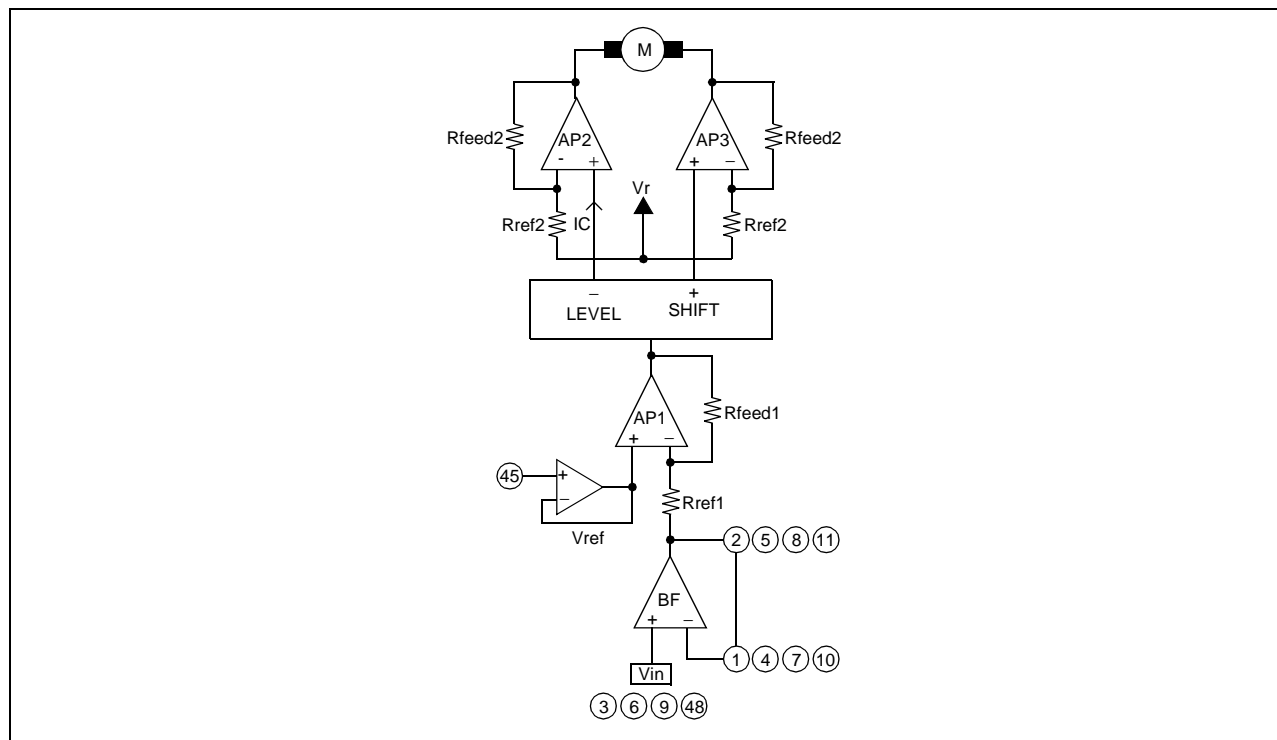 M
AP2
AP3
Rfeed2
Rfeed2
- +
+ –
Vr
Rref2
IC
Rref2
– +
LEVEL SHIFT
AP1
Rfeed1
+ –
45
+
–
Rref1
Vref
2 5 8 11
BF
+ –
1 4 7 10
Vin
3 6 9 48